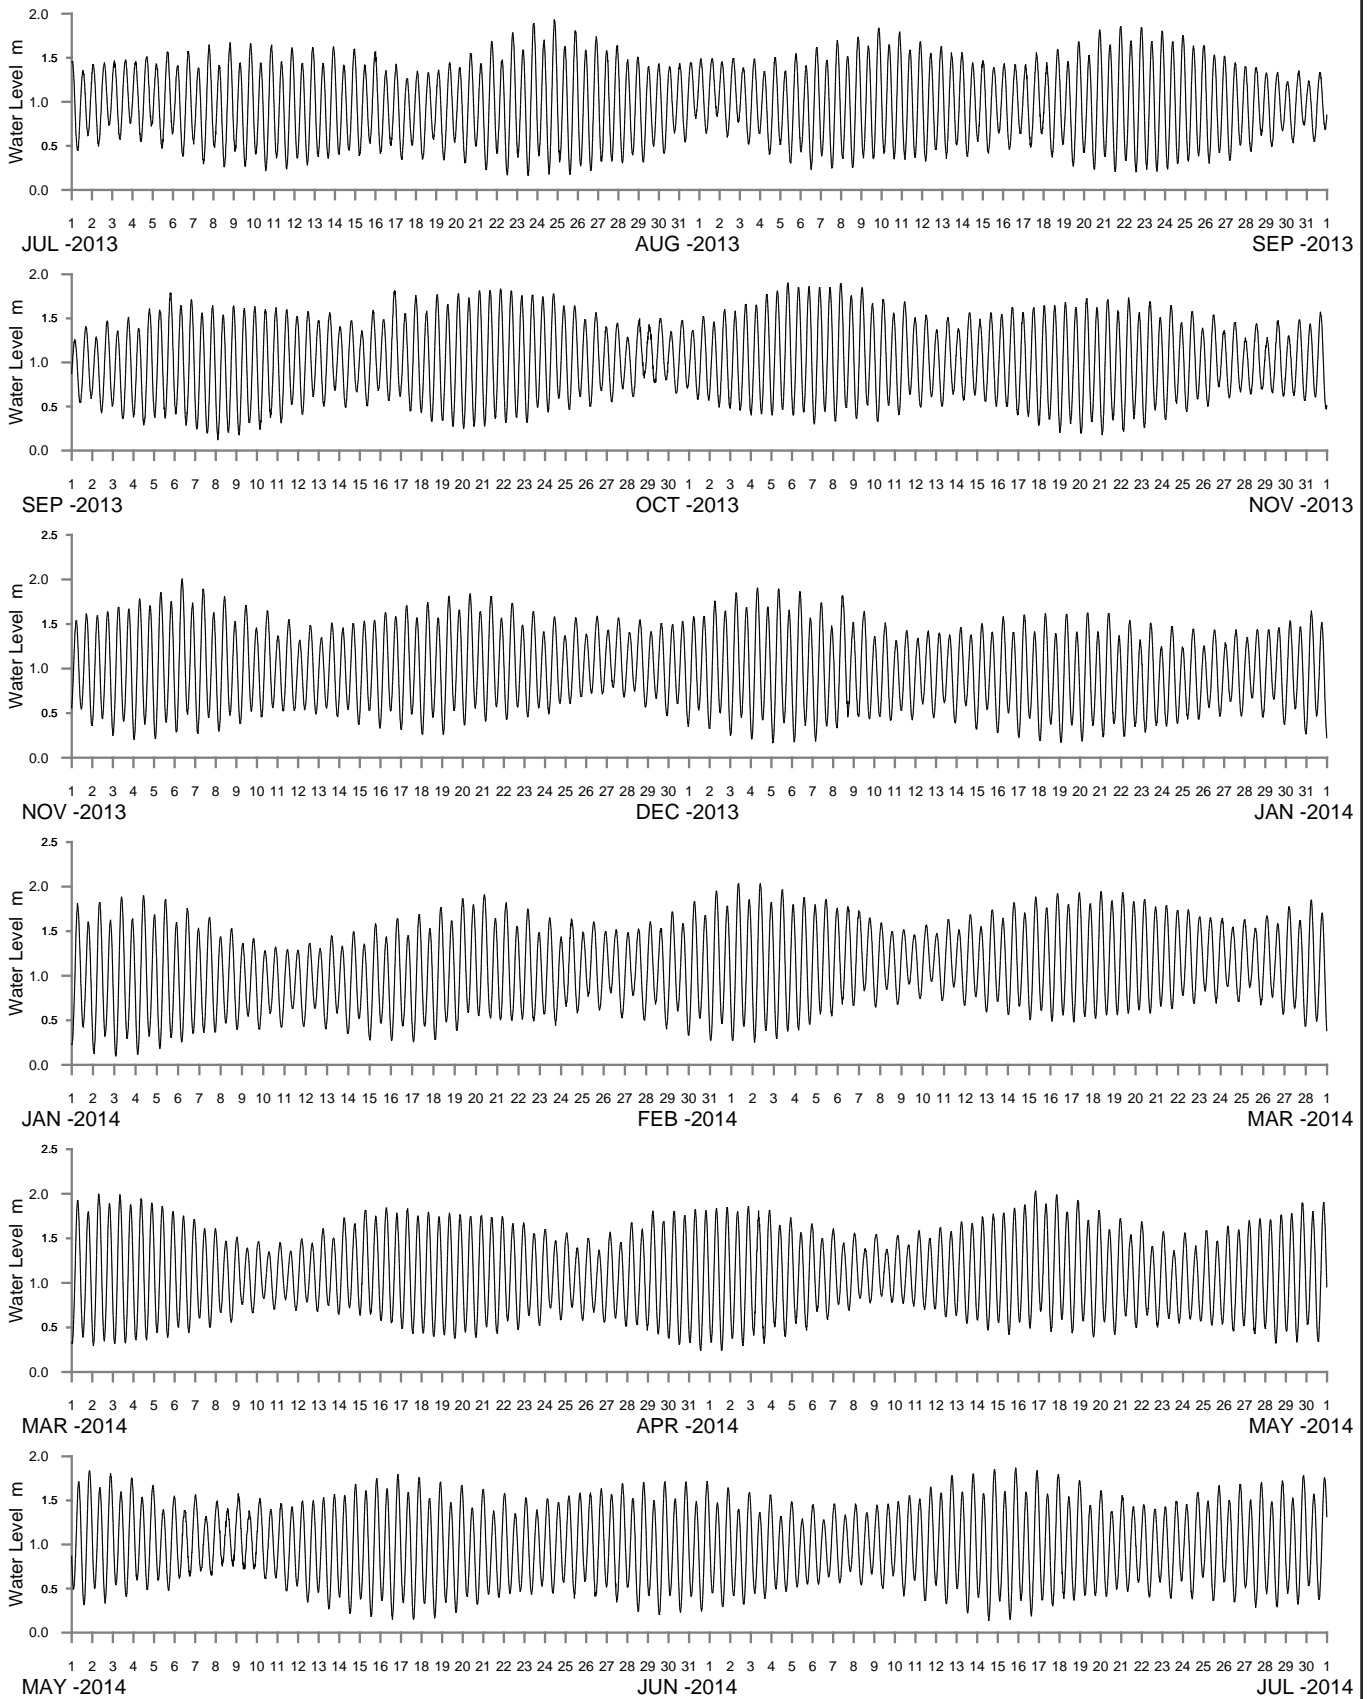 2.0
1.5
1.0
0.5
0.0
Water Level  m
1 2 3 4 5 6 7 8 9 10 11 12 13 14 15 16 17 18 19 20 21 22 23 24 25 26 27 28 29 30 31 1 2 3 4 5 6 7 8 9 10 11 12 13 14 15 16 17 18 19 20 21 22 23 24 25 26 27 28 29 30 31 1
JUL -2013 AUG -2013 SEP -2013
2.0
1.5
1.0
0.5
0.0
Water Level  m
1 2 3 4 5 6 7 8 9 10 11 12 13 14 15 16 17 18 19 20 21 22 23 24 25 26 27 28 29 30 1 2 3 4 5 6 7 8 9 10 11 12 13 14 15 16 17 18 19 20 21 22 23 24 25 26 27 28 29 30 31 1
SEP -2013 OCT -2013 NOV -2013
2.5
2.0
1.5
1.0
0.5
0.0
Water Level  m
1 2 3 4 5 6 7 8 9 10 11 12 13 14 15 16 17 18 19 20 21 22 23 24 25 26 27 28 29 30 1 2 3 4 5 6 7 8 9 10 11 12 13 14 15 16 17 18 19 20 21 22 23 24 25 26 27 28 29 30 31 1
NOV -2013 DEC -2013 JAN -2014
2.5
2.0
1.5
1.0
0.5
0.0
Water Level  m
1 2 3 4 5 6 7 8 9 10 11 12 13 14 15 16 17 18 19 20 21 22 23 24 25 26 27 28 29 30 31 1 2 3 4 5 6 7 8 9 10 11 12 13 14 15 16 17 18 19 20 21 22 23 24 25 26 27 28 1
JAN -2014 FEB -2014 MAR -2014
2.5
2.0
1.5
1.0
0.5
0.0
Water Level  m
1 2 3 4 5 6 7 8 9 10 11 12 13 14 15 16 17 18 19 20 21 22 23 24 25 26 27 28 29 30 31 1 2 3 4 5 6 7 8 9 10 11 12 13 14 15 16 17 18 19 20 21 22 23 24 25 26 27 28 29 30 1
MAR -2014 APR -2014 MAY -2014
2.0
1.5
1.0
0.5
0.0
Water Level  m
1 2 3 4 5 6 7 8 9 10 11 12 13 14 15 16 17 18 19 20 21 22 23 24 25 26 27 28 29 30 31 1 2 3 4 5 6 7 8 9 10 11 12 13 14 15 16 17 18 19 20 21 22 23 24 25 26 27 28 29 30 1
MAY -2014 JUN -2014 JUL -2014